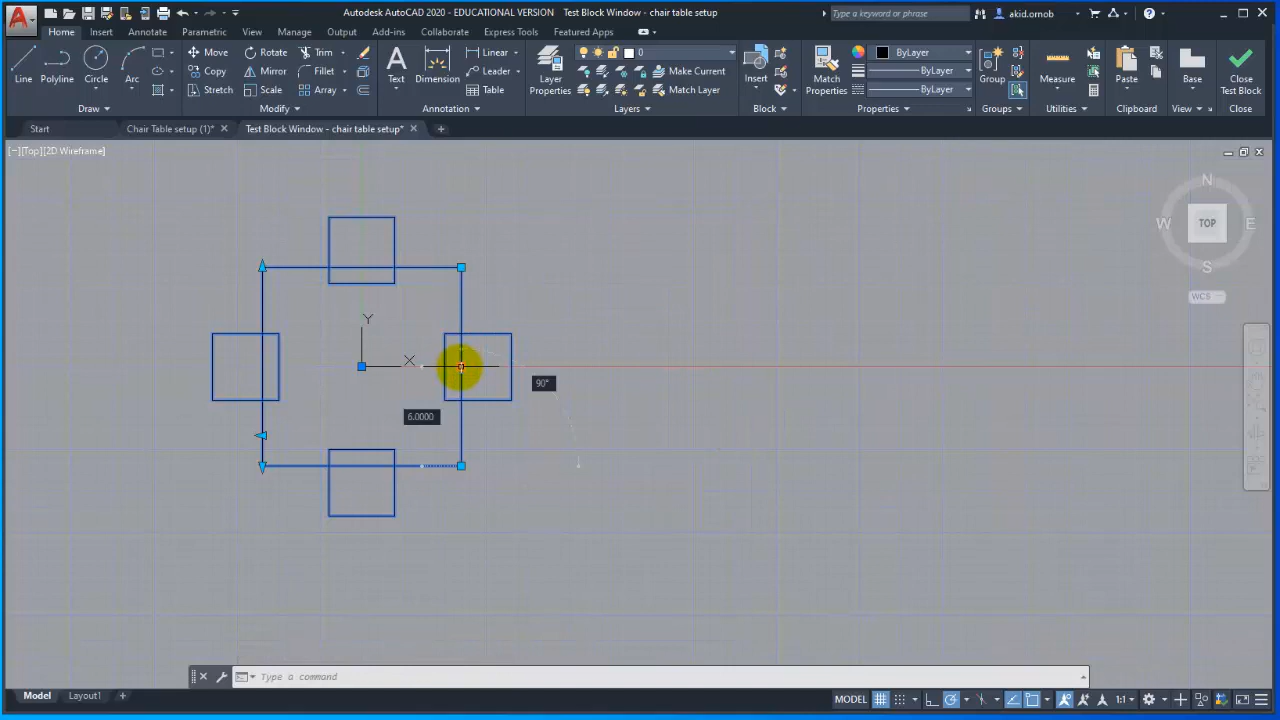 Autodesk AutoCAD 2020 - EDUCATIONAL VERSION Test Block Window - chair table setup
Type a keyword or phrase
akid.ornob
Home Insert Annotate Parametric View Manage Output Add-ins Collaborate Express Tools Featured Apps
Line Polyline Circle Arc
Move Rotate Trim
Copy Mirror Fillet
Stretch Scale Array
Text Dimension
Linear
Leader
Table
Layer
Properties
0
Make Current
Match Layer
Insert
Match
Properties
ByLayer
ByLayer
ByLayer
Group
Measure
Paste
Base
Close
Test Block
Draw Modify Annotation Layers Block Properties Groups Utilities Clipboard View Close
Start Chair Table setup (1)* Test Block Window - chair table setup*
[−][Top][2D Wireframe]
N
W TOP E
S
WCS
Y
X
90°
6.0000
Type a command
Model Layout1
MODEL 1:1